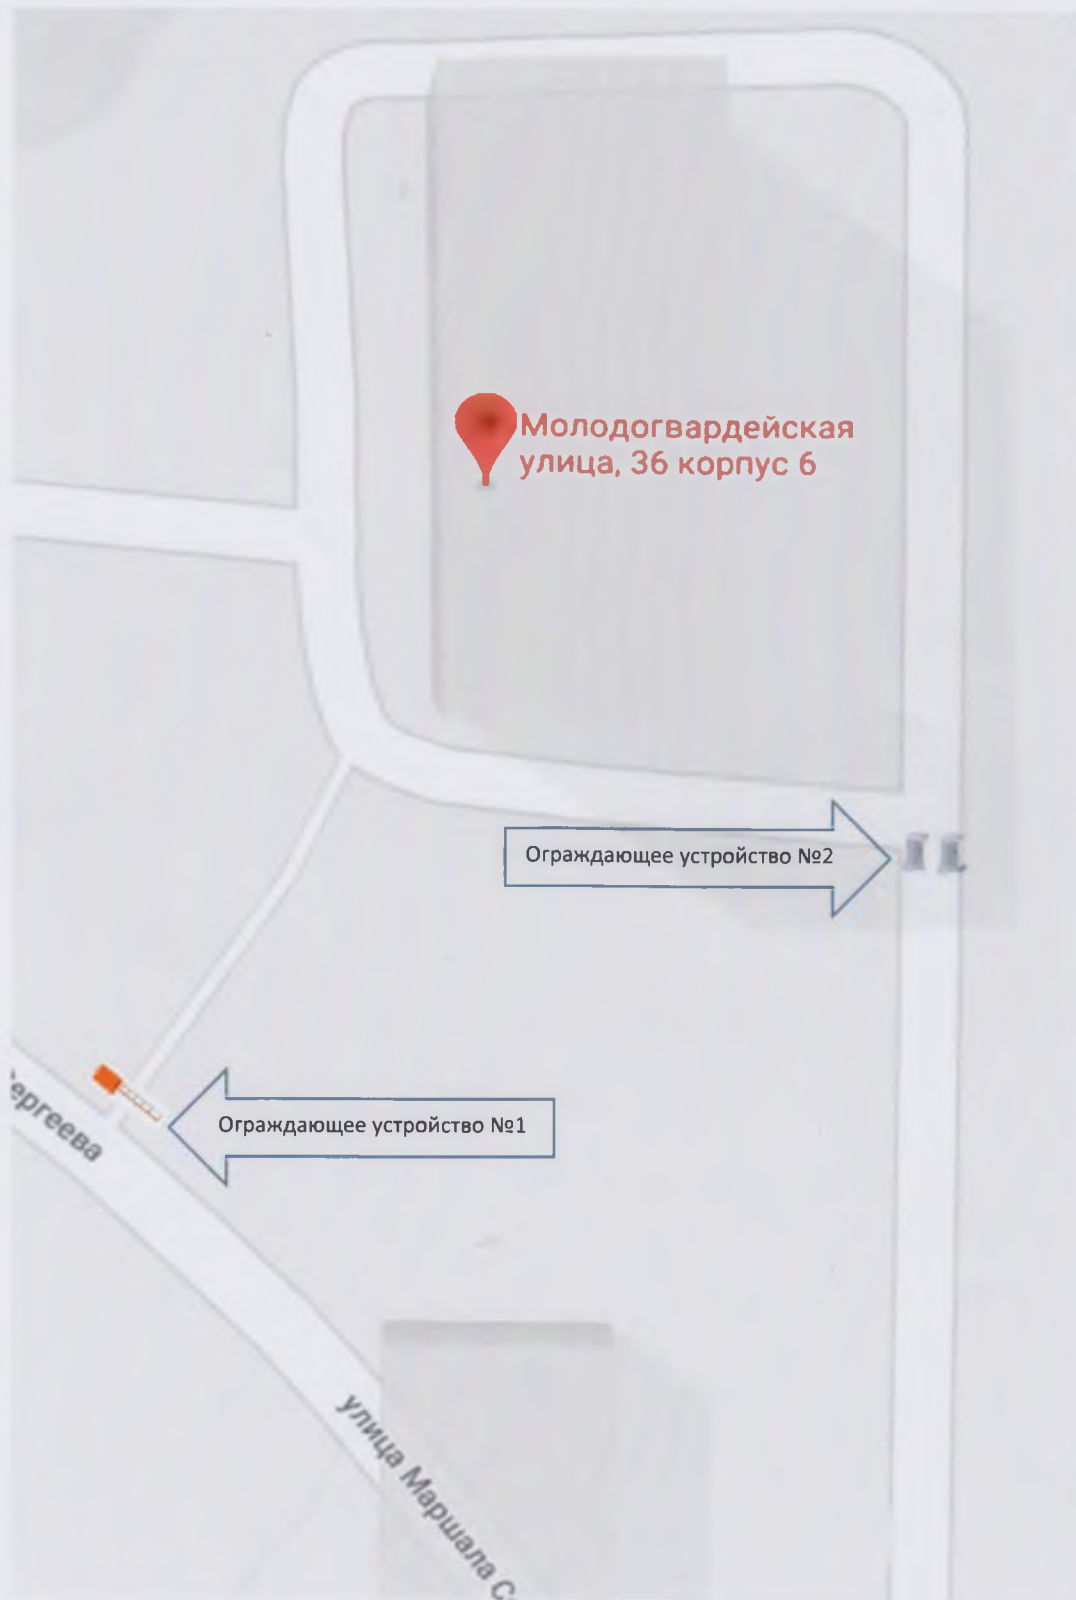 Молодогвардейская
улица, 36 корпус 6
Ограждающее устройство №2
Ограждающее устройство №1
ергеева
улица Маршала С